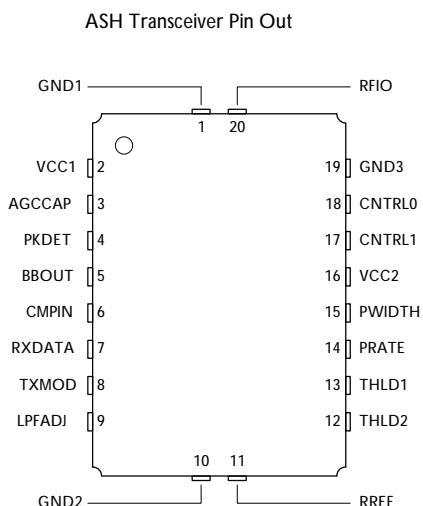 ASH Transceiver Pin Out
GND1 RFIO
1 20
VCC1 2 19 GND3
AGCCAP 3 18 CNTRL0
PKDET 4 17 CNTRL1
BBOUT 5 16 VCC2
CMPIN 6 15 PWIDTH
RXDATA 7 14 PRATE
TXMOD 8 13 THLD1
LPFADJ 9 12 THLD2
10 11
GND2 RREF